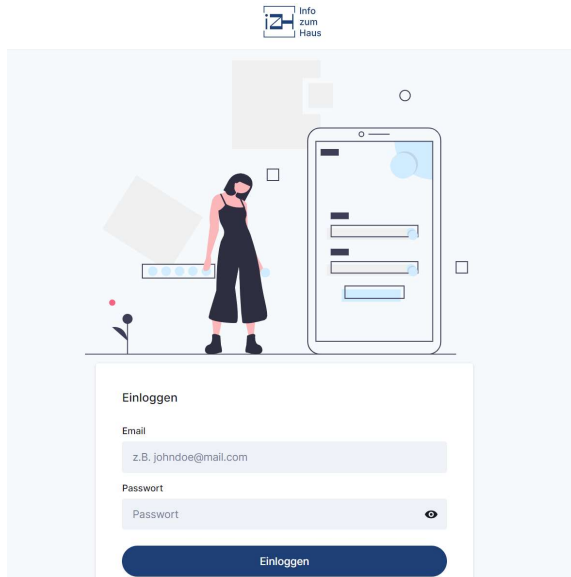 izH
Info
zum
Haus
Einloggen
Email
z.B. johndoe@mail.com
Passwort
Passwort
Einloggen